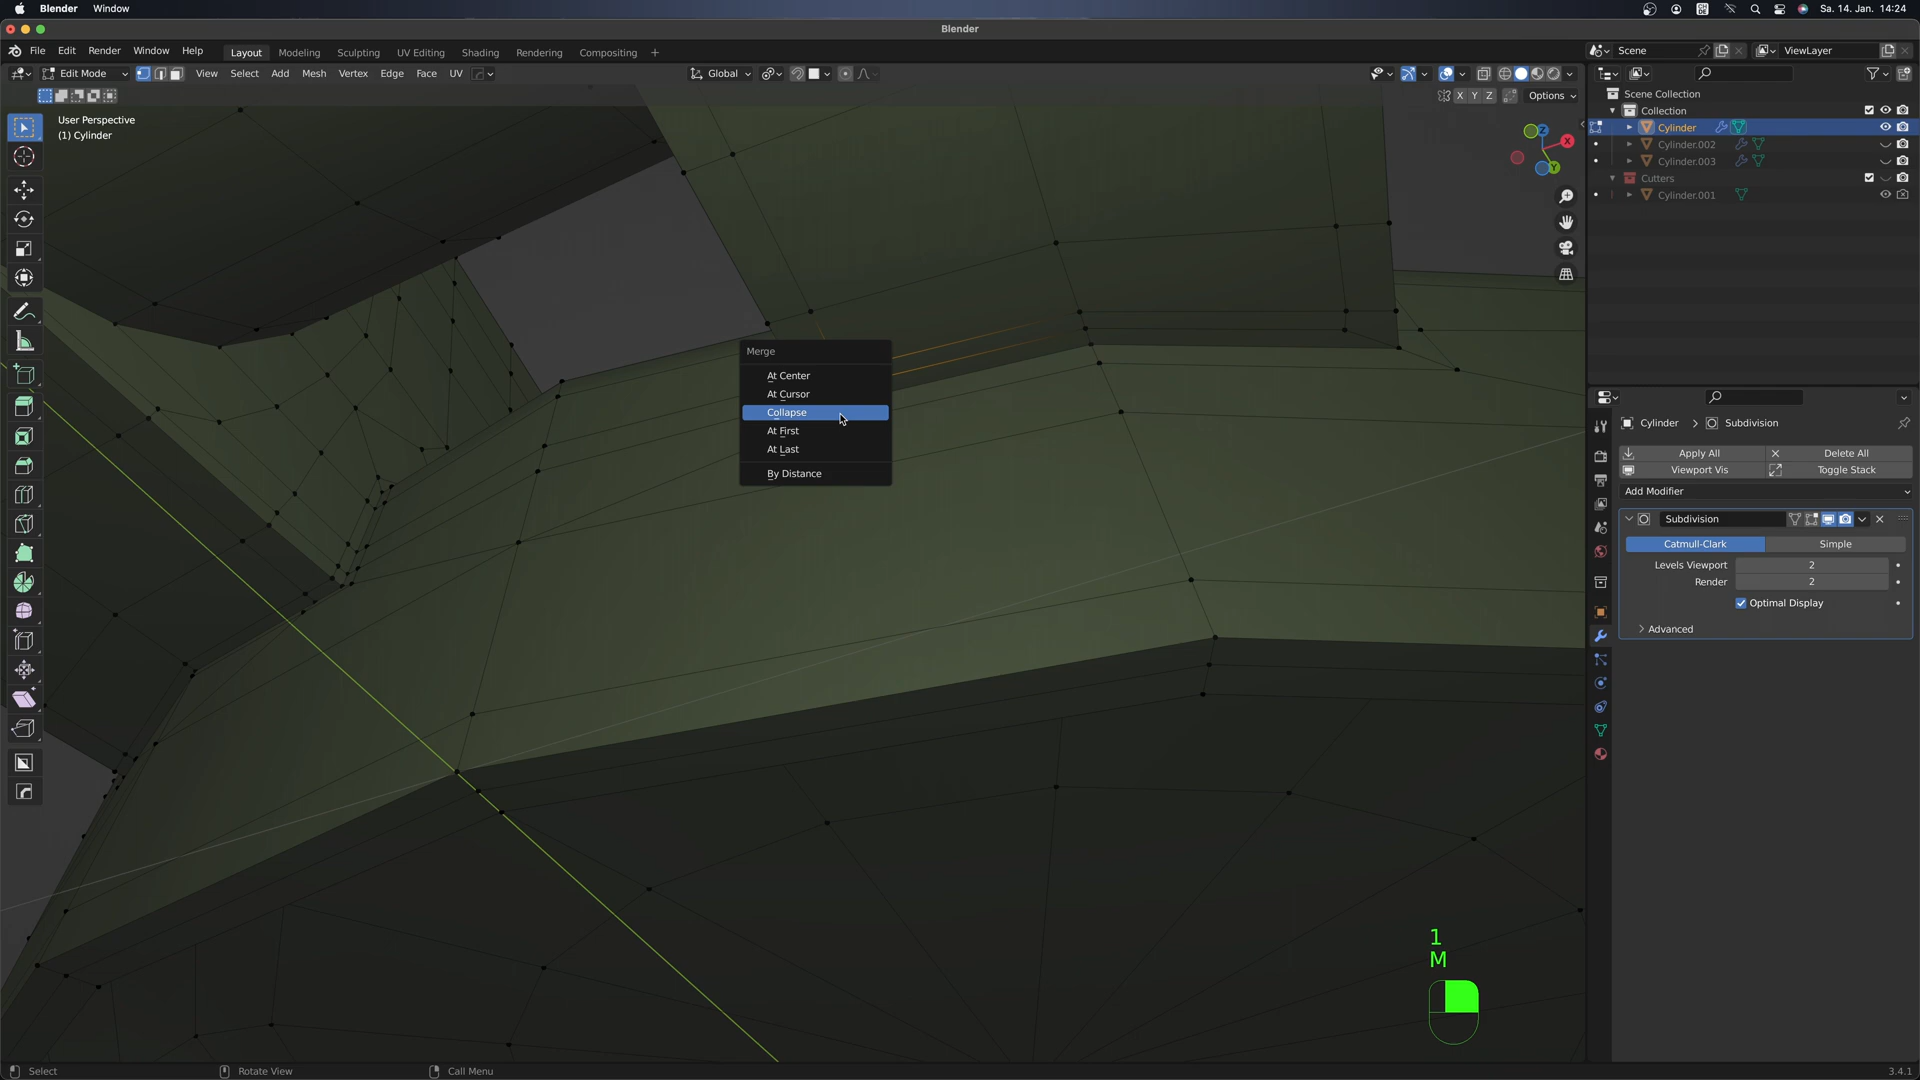 Blender Window
Sa. 14. Jan. 14:24
Blender
File Edit Render Window Help
Layout Modeling Sculpting UV Editing Shading Rendering Compositing +
Scene
ViewLayer
Edit Mode
View Select Add Mesh Vertex Edge Face UV
Global
X Y Z
Options
User Perspective
(1) Cylinder
Z
X
Y
Scene Collection
Collection
Cylinder
Cylinder.002
Cylinder.003
Cutters
Cylinder.001
Merge
At Center
At Cursor
Collapse
At First
At Last
By Distance
Cylinder > Subdivision
Apply All
Delete All
Viewport Vis
Toggle Stack
Add Modifier
Subdivision
Catmull-Clark
Simple
Levels Viewport 2
Render 2
Optimal Display
Advanced
1
M
Select
Rotate View
Call Menu
3.4.1